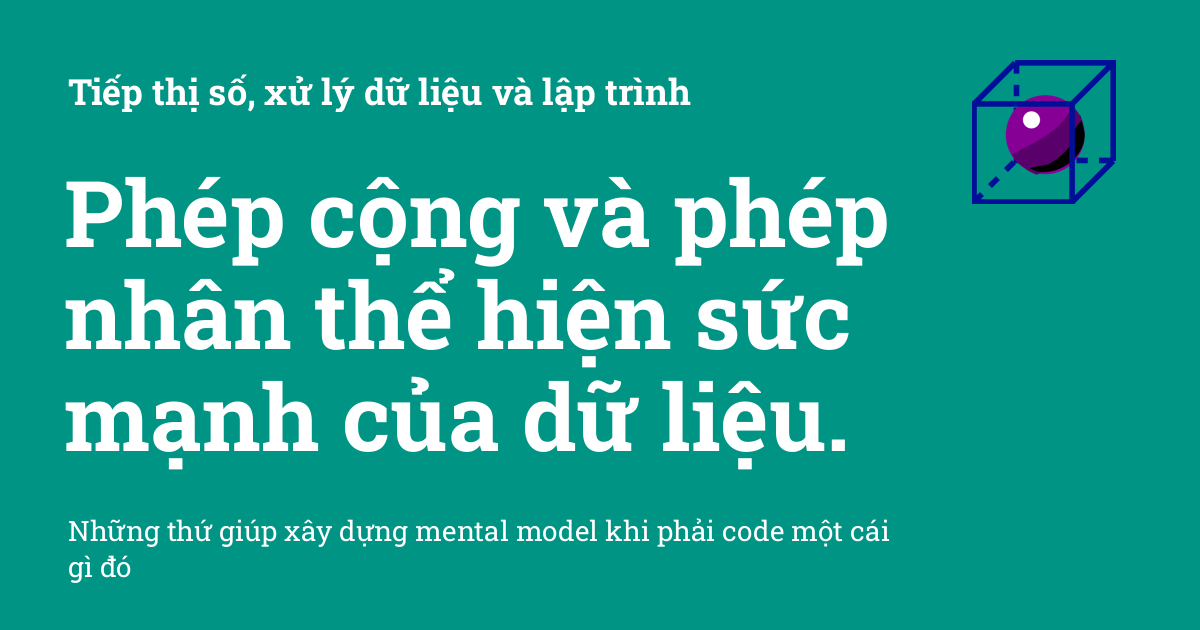 Tiếp thị số, xử lý dữ liệu và lập trình
Phép cộng và phép
nhân thể hiện sức
mạnh của dữ liệu.
Những thứ giúp xây dựng mental model khi phải code một cái
gì đó